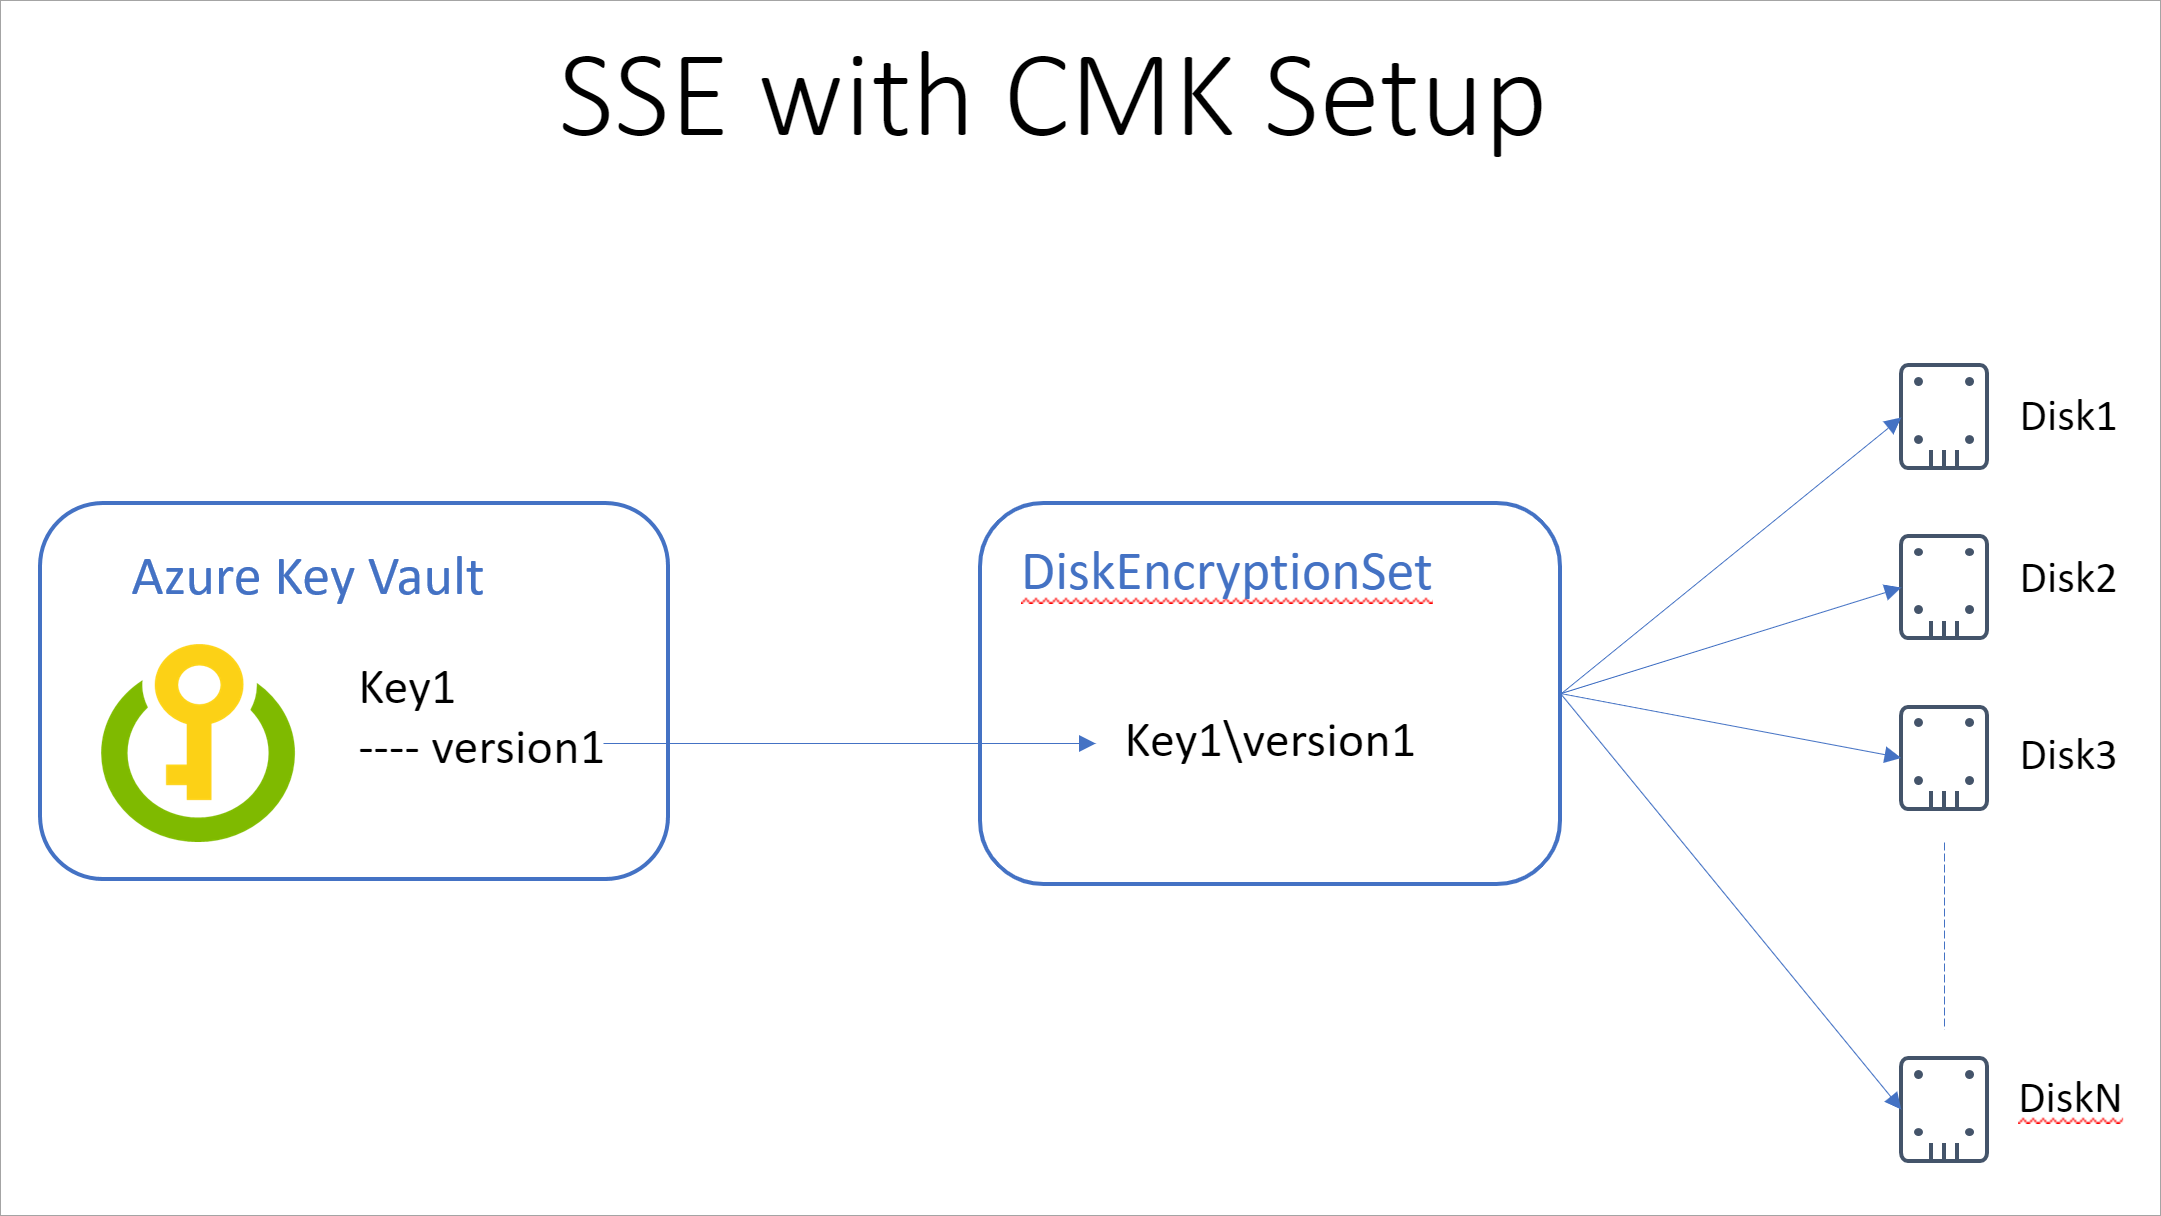 SSE with CMK Setup
Azure Key Vault
Key1
---- version1
DiskEncryptionSet
Key1\version1
Disk1
Disk2
Disk3
DiskN